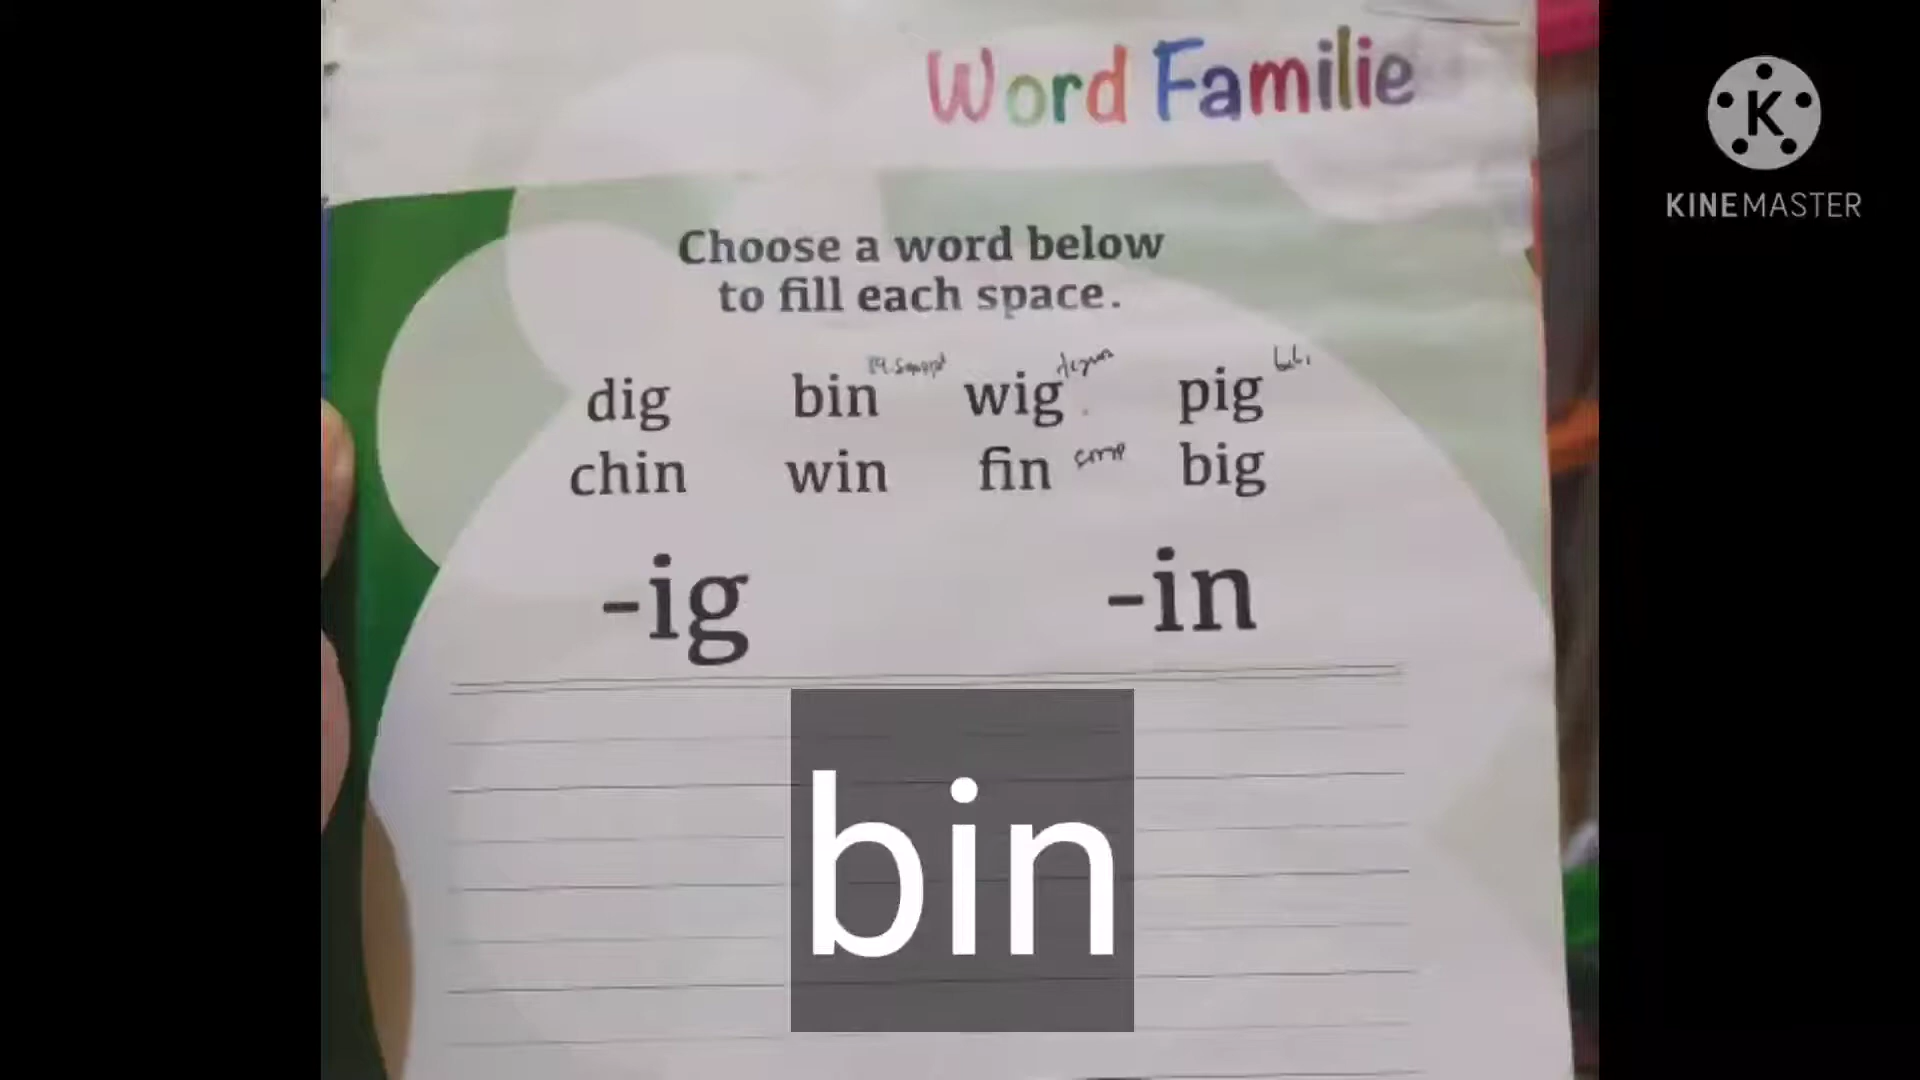 Word Familie
KINEMASTER
Choose a word below
to fill each space.
dig bin wig pig
chin win fin big
-ig -in
bin